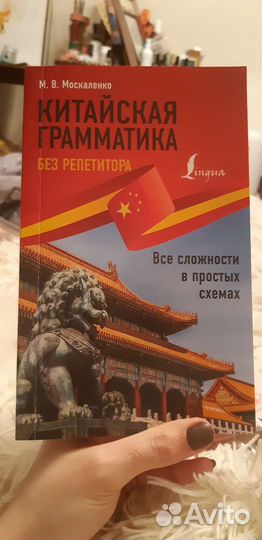 М. В. Москаленко
КИТАЙСКАЯ
ГРАММАТИКА
БЕЗ РЕПЕТИТОРА
Lingua
Все сложности
в простых
схемах
Avito